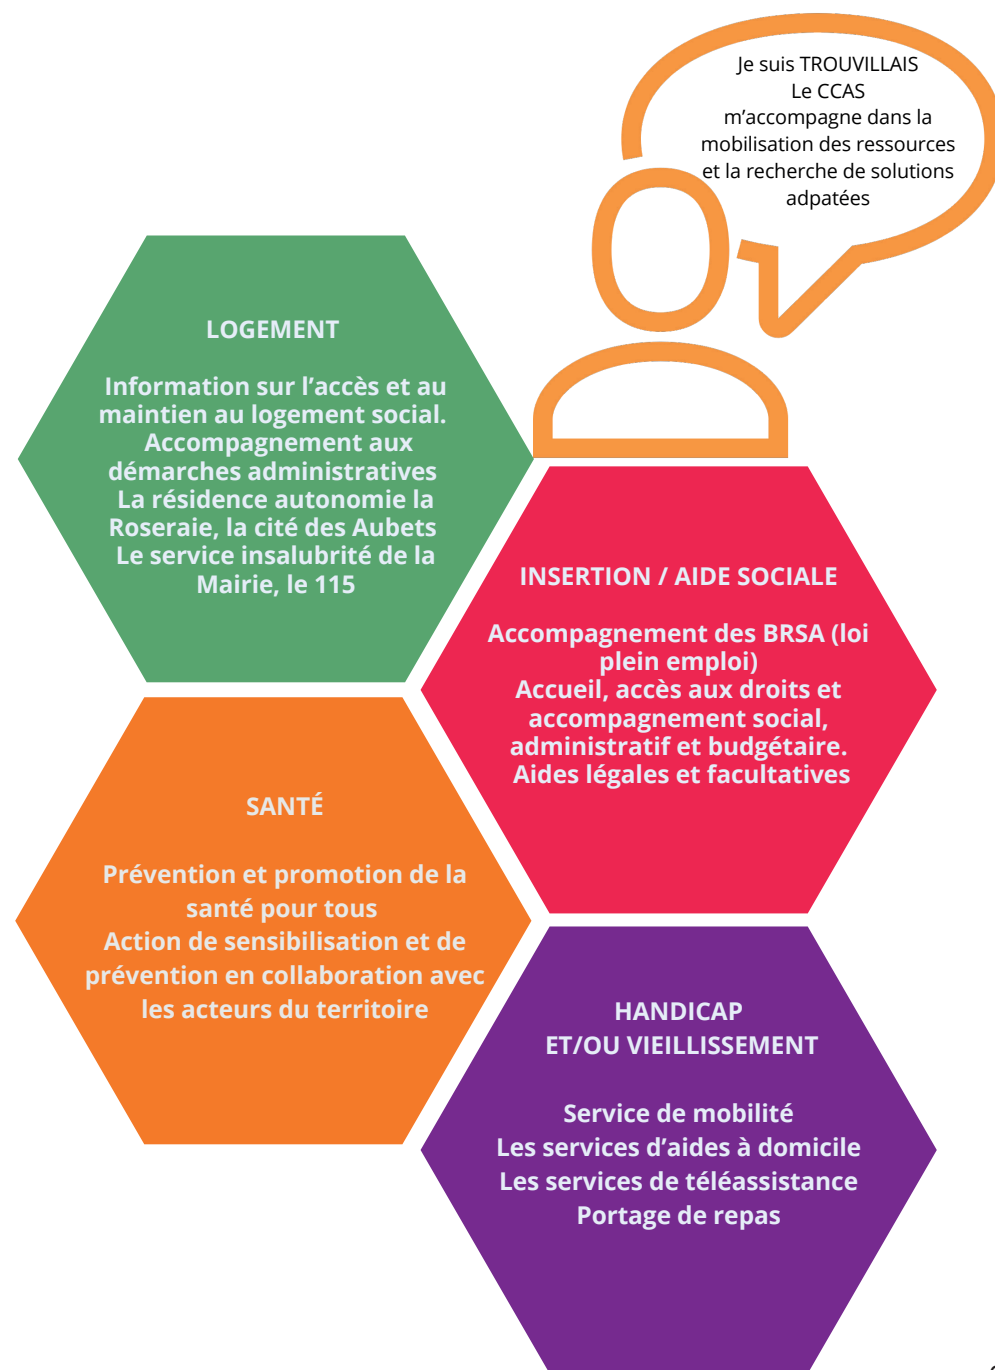 Je suis TROUVILLAIS
Le CCAS
m’accompagne dans la
mobilisation des ressources
et la recherche de solutions
adpatées
LOGEMENT
Information sur l’accès et au
maintien au logement social.
Accompagnement aux
démarches administratives
La résidence autonomie la
Roseraie, la cité des Aubets
Le service insalubrité de la
Mairie, le 115
INSERTION / AIDE SOCIALE
Accompagnement des BRSA (loi
plein emploi)
Accueil, accès aux droits et
accompagnement social,
administratif et budgétaire.
Aides légales et facultatives
SANTÉ
Prévention et promotion de la
santé pour tous
Action de sensibilisation et de
prévention en collaboration avec
les acteurs du territoire
HANDICAP
ET/OU VIEILLISSEMENT
Service de mobilité
Les services d’aides à domicile
Les services de téléassistance
Portage de repas